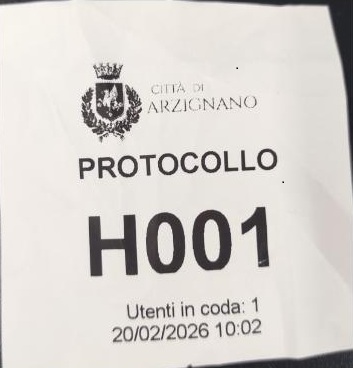 CITTÀ DI
ARZIGNANO
PROTOCOLLO
H001
Utenti in coda: 1
20/02/2026 10:02